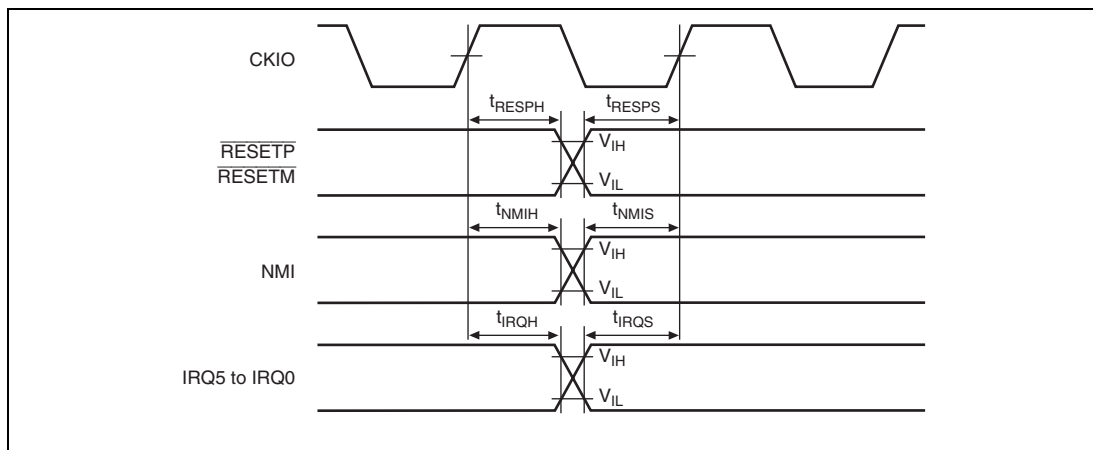 CKIO
tRESPH tRESPS
RESETP
RESETM
VIH
VIL
tNMIH tNMIS
NMI
VIH
VIL
tIRQH tIRQS
IRQ5 to IRQ0
VIH
VIL